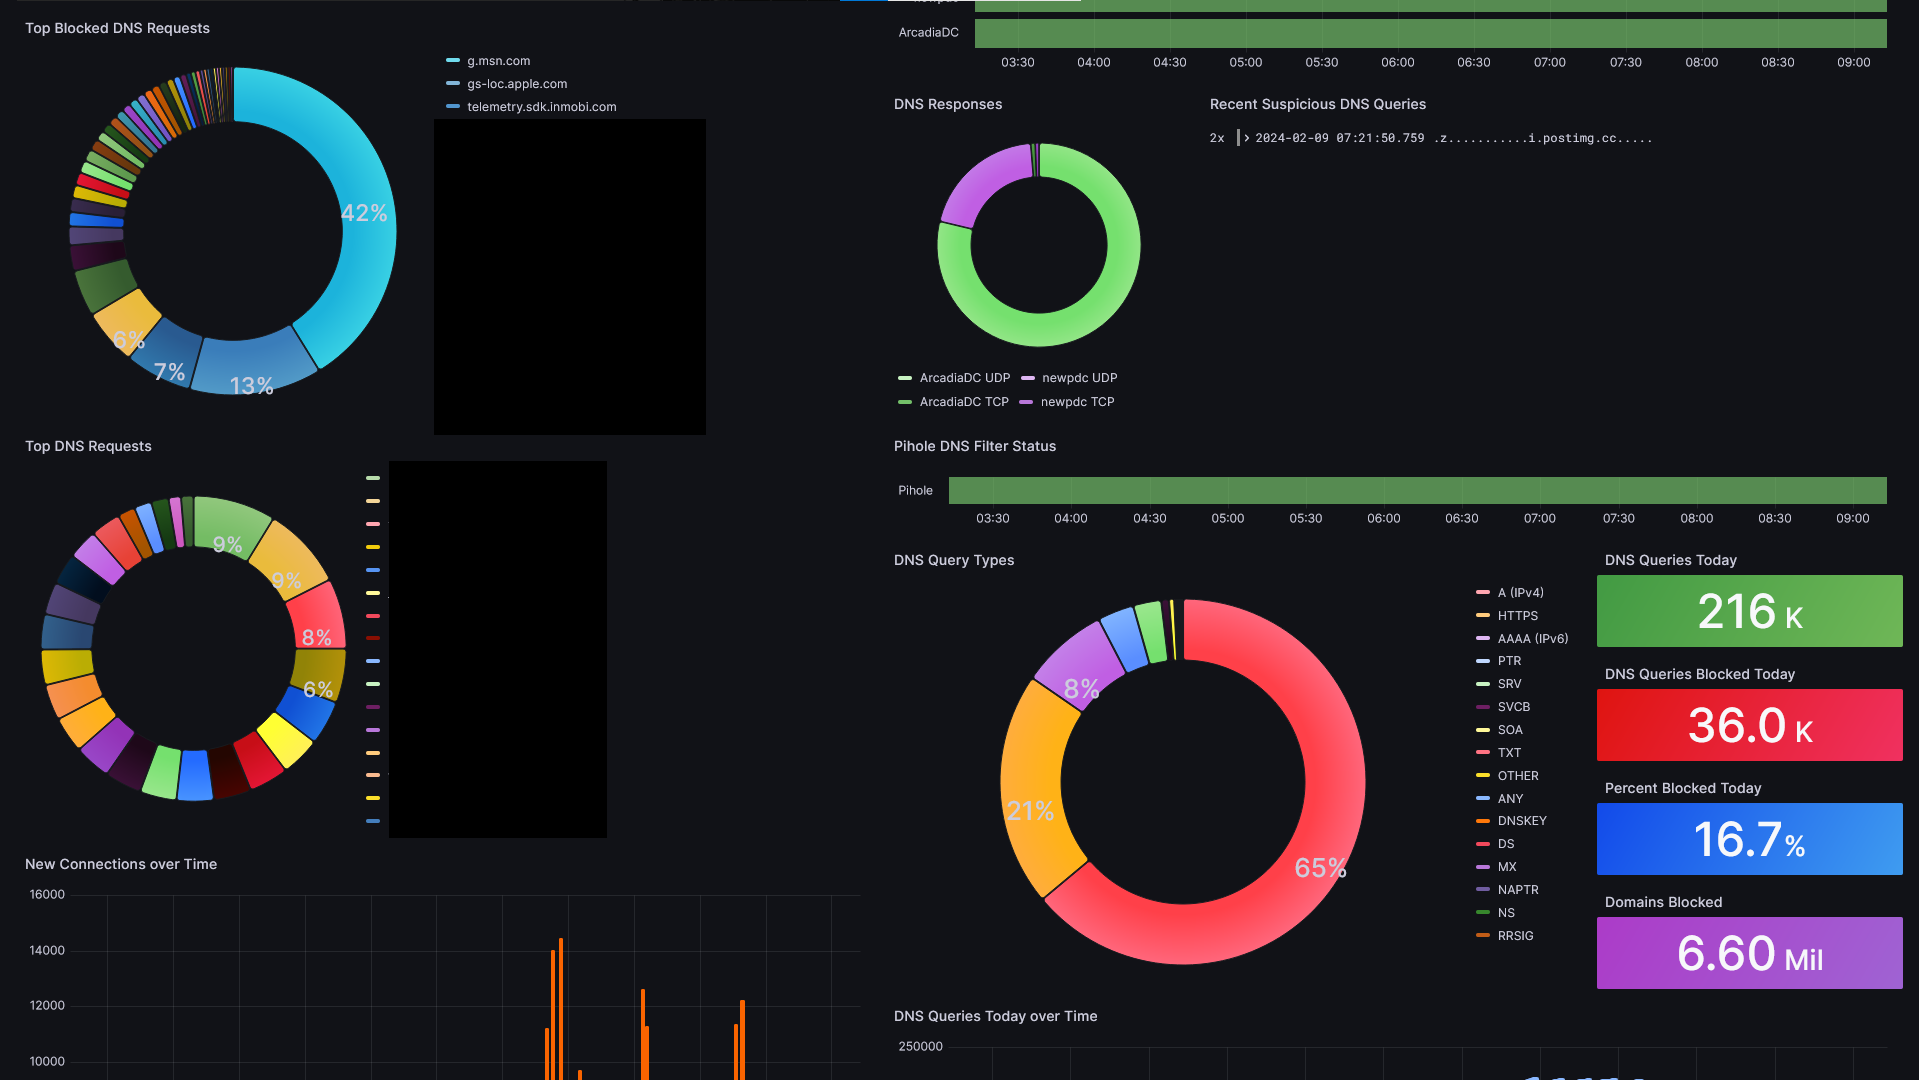 Top Blocked DNS Requests
g.msn.com
gs-loc.apple.com
telemetry.sdk.inmobi.com
42%
6%
7%
13%
Top DNS Requests
9%
9%
8%
6%
New Connections over Time
16000
14000
12000
10000
ArcadiaDC
03:30 04:00 04:30 05:00 05:30 06:00 06:30 07:00 07:30 08:00 08:30 09:00
DNS Responses
ArcadiaDC UDP newpdc UDP
ArcadiaDC TCP newpdc TCP
Recent Suspicious DNS Queries
2x > 2024-02-09 07:21:50.759 .z...........i.postimg.cc.....
Pihole DNS Filter Status
Pihole
03:30 04:00 04:30 05:00 05:30 06:00 06:30 07:00 07:30 08:00 08:30 09:00
DNS Query Types
8%
21%
65%
A (IPv4)
HTTPS
AAAA (IPv6)
PTR
SRV
SVCB
SOA
TXT
OTHER
ANY
DNSKEY
DS
MX
NAPTR
NS
RRSIG
DNS Queries Today
216 K
DNS Queries Blocked Today
36.0 K
Percent Blocked Today
16.7%
Domains Blocked
6.60 Mil
DNS Queries Today over Time
250000